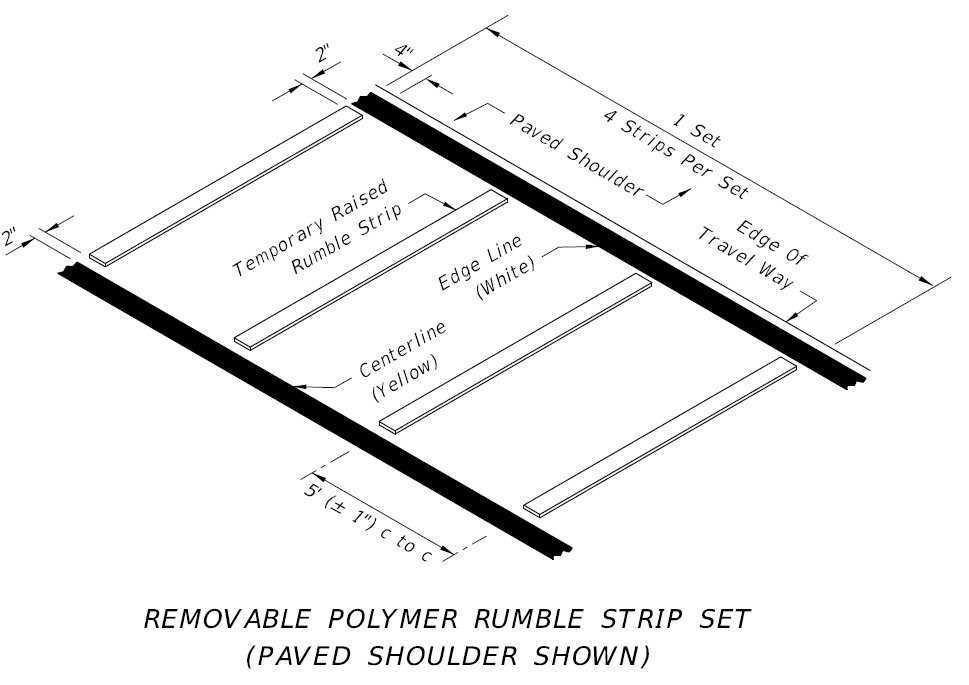 2"
4"
1 Set
4 Strips Per Set
Paved Shoulder
2"
Temporary Raised
Rumble Strip
Edge Line
(White)
Edge Of
Travel Way
Centerline
(Yellow)
5' (± 1") c to c
REMOVABLE POLYMER RUMBLE STRIP SET
(PAVED SHOULDER SHOWN)